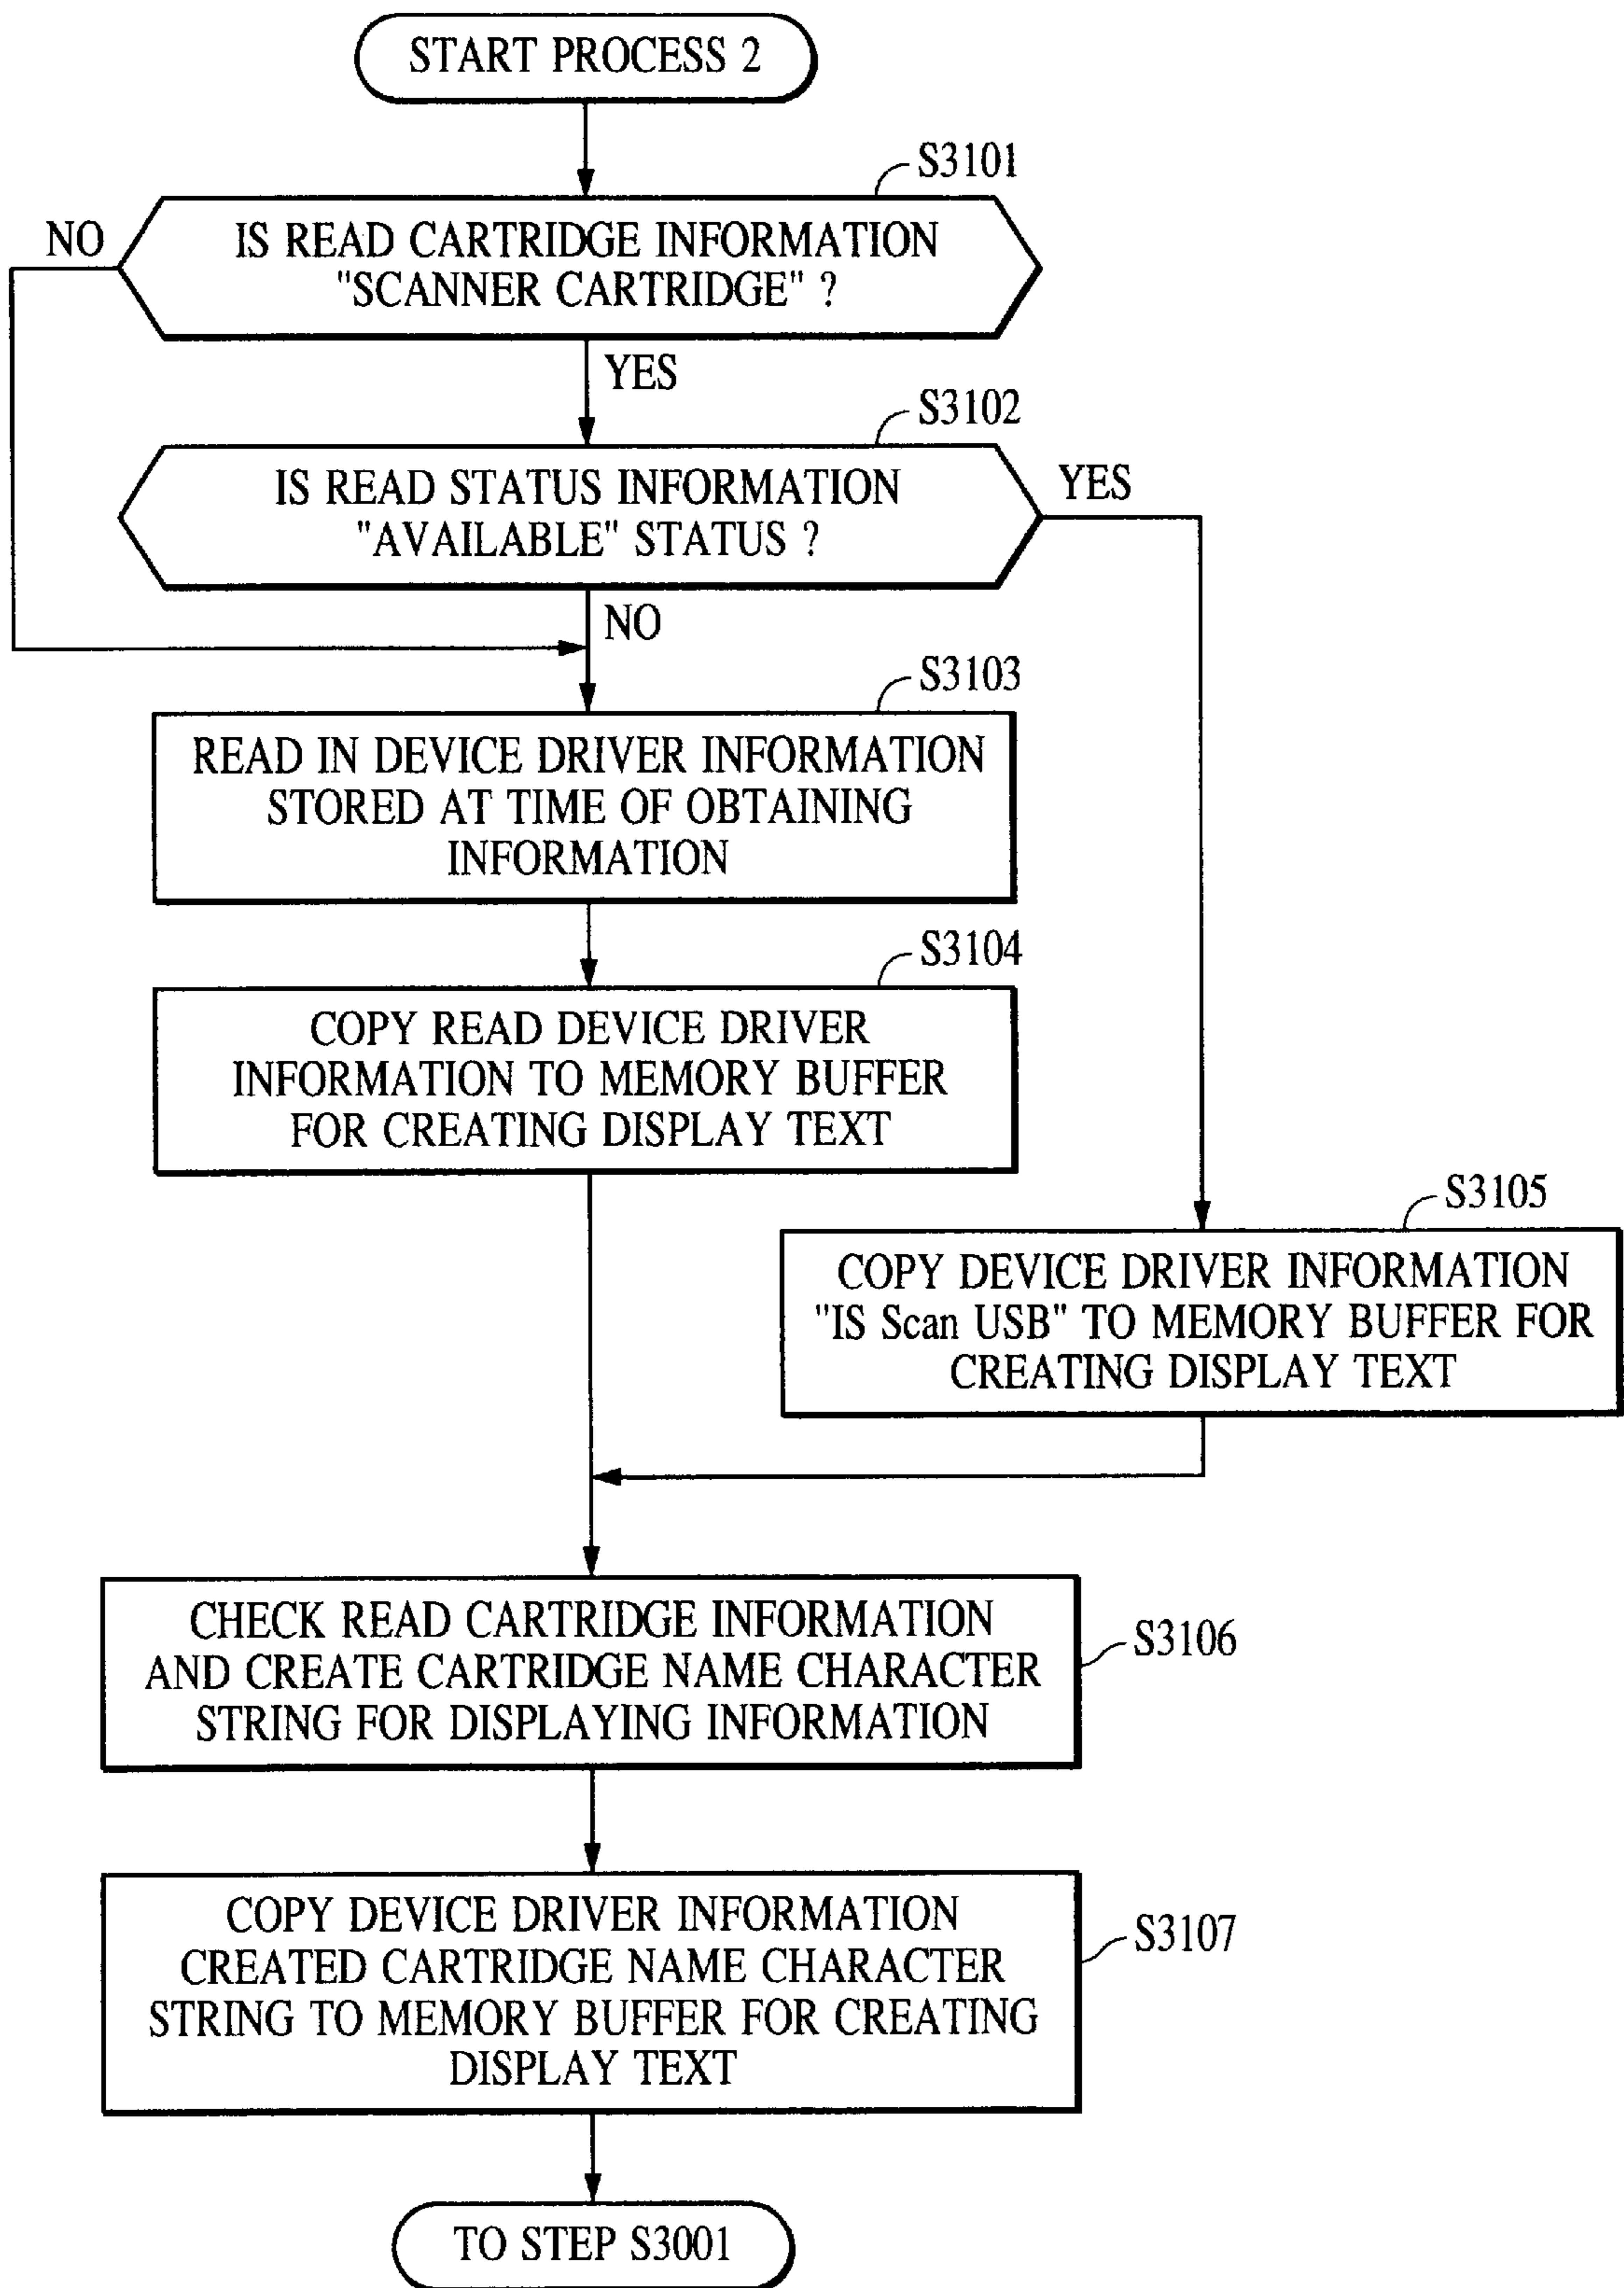 START PROCESS 2
S3101
NO
IS READ CARTRIDGE INFORMATION
"SCANNER CARTRIDGE" ?
YES
S3102
IS READ STATUS INFORMATION
"AVAILABLE" STATUS ?
YES
NO
S3103
READ IN DEVICE DRIVER INFORMATION
STORED AT TIME OF OBTAINING
INFORMATION
S3104
COPY READ DEVICE DRIVER
INFORMATION TO MEMORY BUFFER
FOR CREATING DISPLAY TEXT
S3105
COPY DEVICE DRIVER INFORMATION
"IS Scan USB" TO MEMORY BUFFER FOR
CREATING DISPLAY TEXT
CHECK READ CARTRIDGE INFORMATION
AND CREATE CARTRIDGE NAME CHARACTER
STRING FOR DISPLAYING INFORMATION
S3106
COPY DEVICE DRIVER INFORMATION
CREATED CARTRIDGE NAME CHARACTER
STRING TO MEMORY BUFFER FOR CREATING
DISPLAY TEXT
S3107
TO STEP S3001